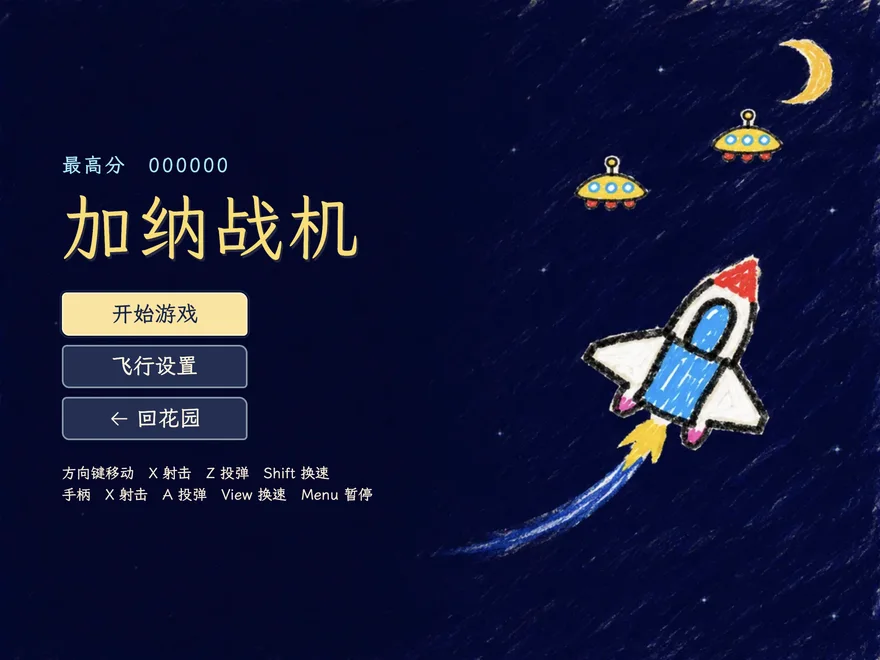 最高分 000000
加纳战机
开始游戏
飞行设置
← 回花园
方向键移动 X 射击 Z 投弹 Shift 换速
手柄 X 射击 A 投弹 View 换速 Menu 暂停